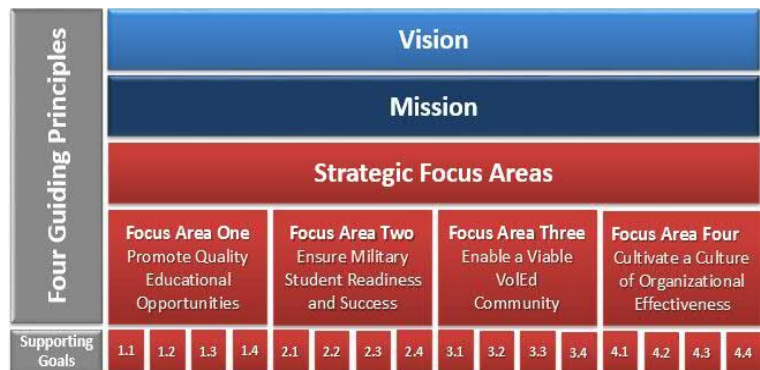 Four Guiding Principles
Vision
Mission
Strategic Focus Areas
Focus Area One
Promote Quality
Educational
Opportunities
Focus Area Two
Ensure Military
Student Readiness
and Success
Focus Area Three
Enable a Viable
VolEd
Community
Focus Area Four
Cultivate a Culture
of Organizational
Effectiveness
Supporting
Goals
1.1 1.2 1.3 1.4 2.1 2.2 2.3 2.4 3.1 3.2 3.3 3.4 4.1 4.2 4.3 4.4